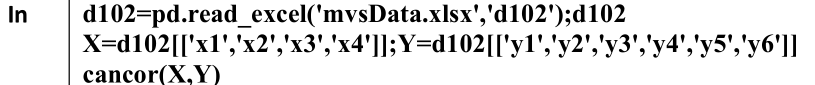 In d102=pd.read_excel('mvsData.xlsx','d102');d102
X=d102[['x1','x2','x3','x4']];Y=d102[['y1','y2','y3','y4','y5','y6']]
cancor(X,Y)